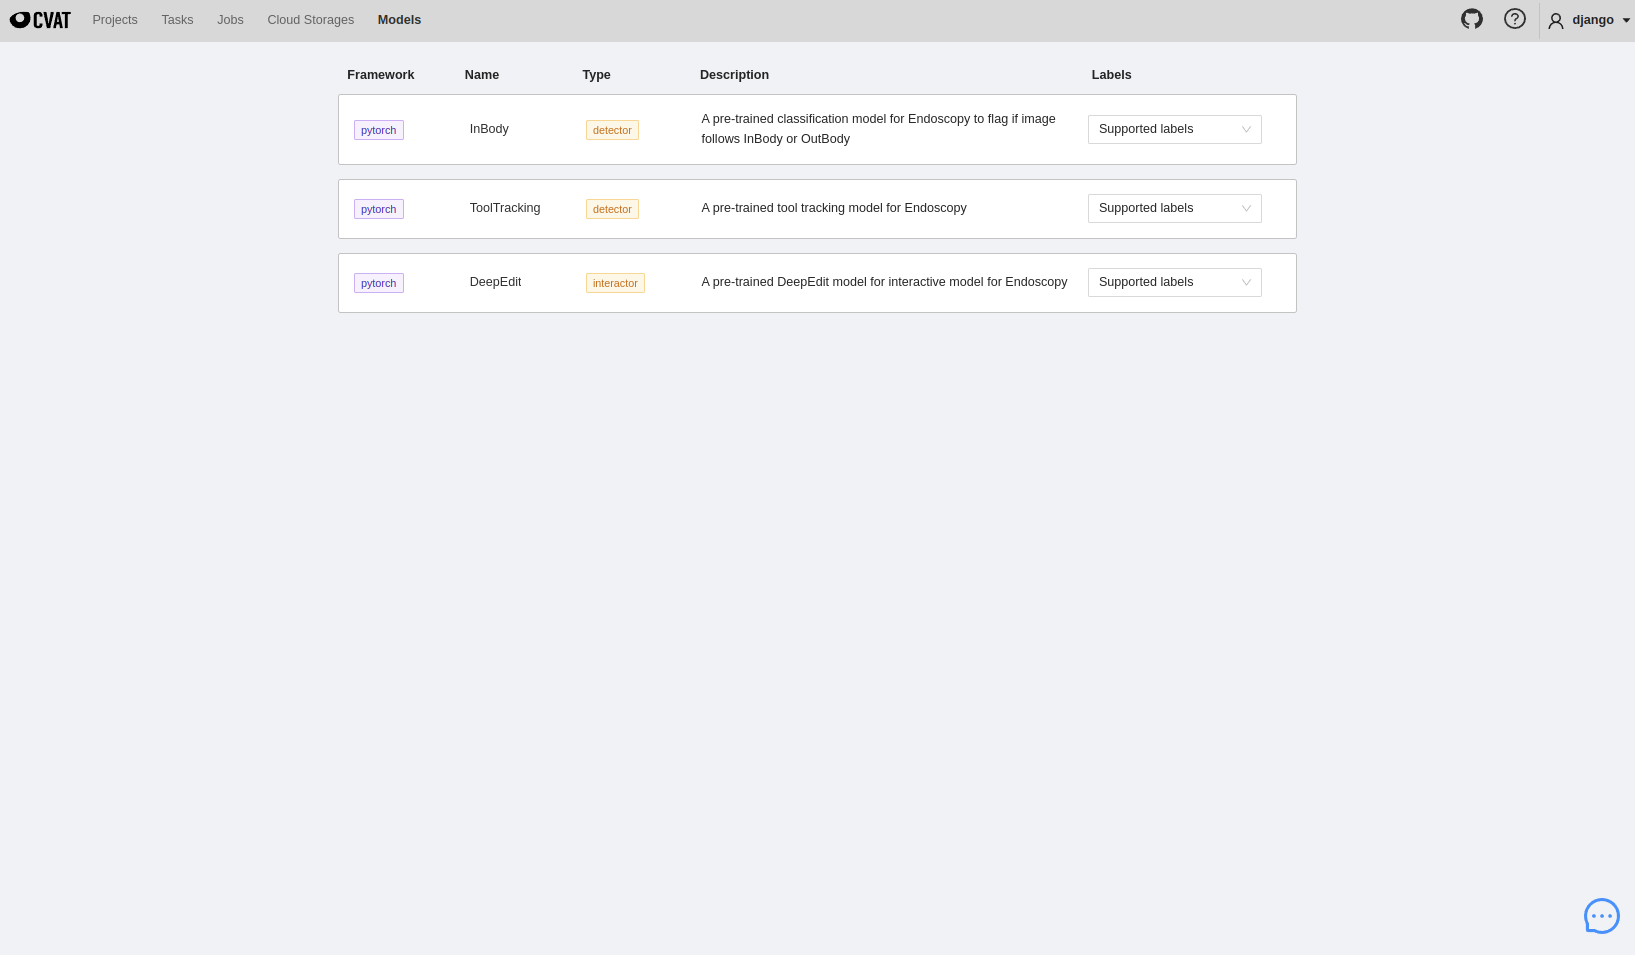 CVAT Projects Tasks Jobs Cloud Storages Models django
Framework Name Type Description Labels
pytorch InBody detector A pre-trained classification model for Endoscopy to flag if image follows InBody or OutBody Supported labels
pytorch ToolTracking detector A pre-trained tool tracking model for Endoscopy Supported labels
pytorch DeepEdit interactor A pre-trained DeepEdit model for interactive model for Endoscopy Supported labels